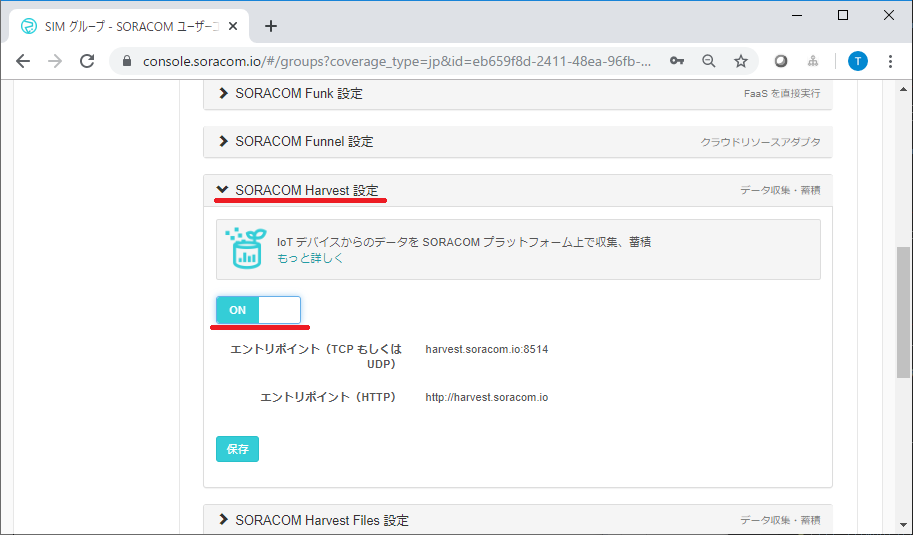 SIM グループ - SORACOM ユーザーコ
console.soracom.io/#/groups?coverage_type=jp&id=eb659f8d-2411-48ea-96fb-...
T
SORACOM Funk 設定
FaaS を直接実行
SORACOM Funnel 設定
クラウドリソースアダプタ
SORACOM Harvest 設定
データ収集・蓄積
IoT デバイスからのデータを SORACOM プラットフォーム上で収集、蓄積
もっと詳しく
ON
エントリポイント（TCP もしくは
UDP）
harvest.soracom.io:8514
エントリポイント（HTTP）
http://harvest.soracom.io
保存
SORACOM Harvest Files 設定
データ収集・蓄積